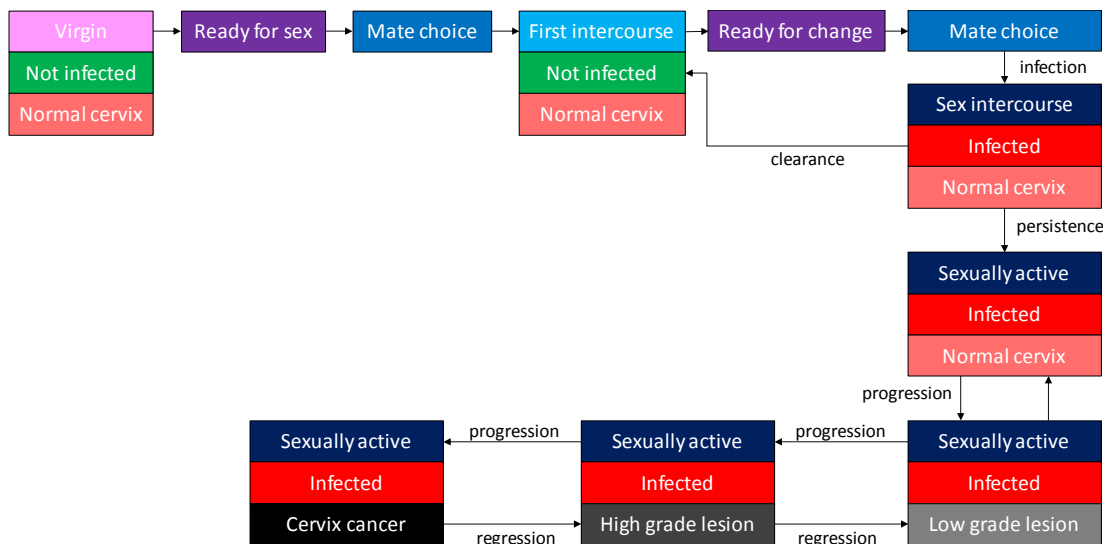 Virgin
Not infected
Normal cervix
Ready for sex
Mate choice
First intercourse
Not infected
Normal cervix
Ready for change
Mate choice
infection
Sex intercourse
Infected
Normal cervix
clearance
persistence
Sexually active
Infected
Normal cervix
progression
Sexually active
Infected
Cervix cancer
progression
Sexually active
Infected
High grade lesion
progression
Sexually active
Infected
Low grade lesion
regression
regression